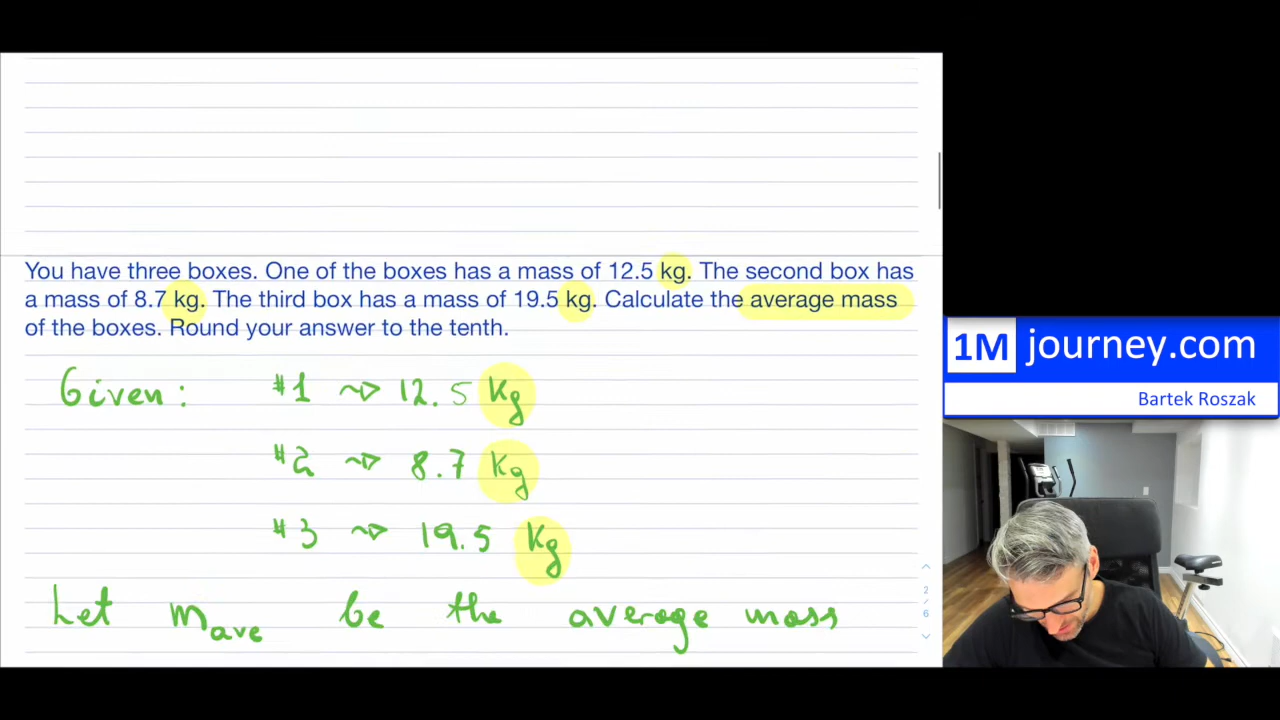 You have three boxes. One of the boxes has a mass of 12.5 kg. The second box has
a mass of 8.7 kg. The third box has a mass of 19.5 kg. Calculate the average mass
of the boxes. Round your answer to the tenth.
Given: #1 ⇝ 12.5 Kg
#2 ⇝ 8.7 Kg
#3 ⇝ 19.5 Kg
Let mave be the average mass
2
/
6
1M journey.com
Bartek Roszak